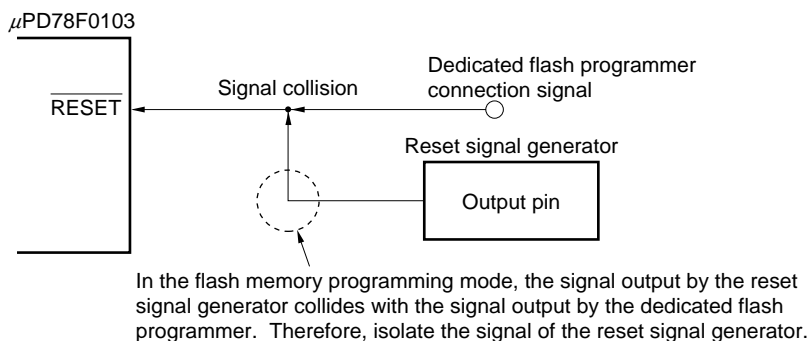 μPD78F0103
Dedicated flash programmer
connection signal
Signal collision
RESET
Reset signal generator
Output pin
In the flash memory programming mode, the signal output by the reset
signal generator collides with the signal output by the dedicated flash
programmer.  Therefore, isolate the signal of the reset signal generator.